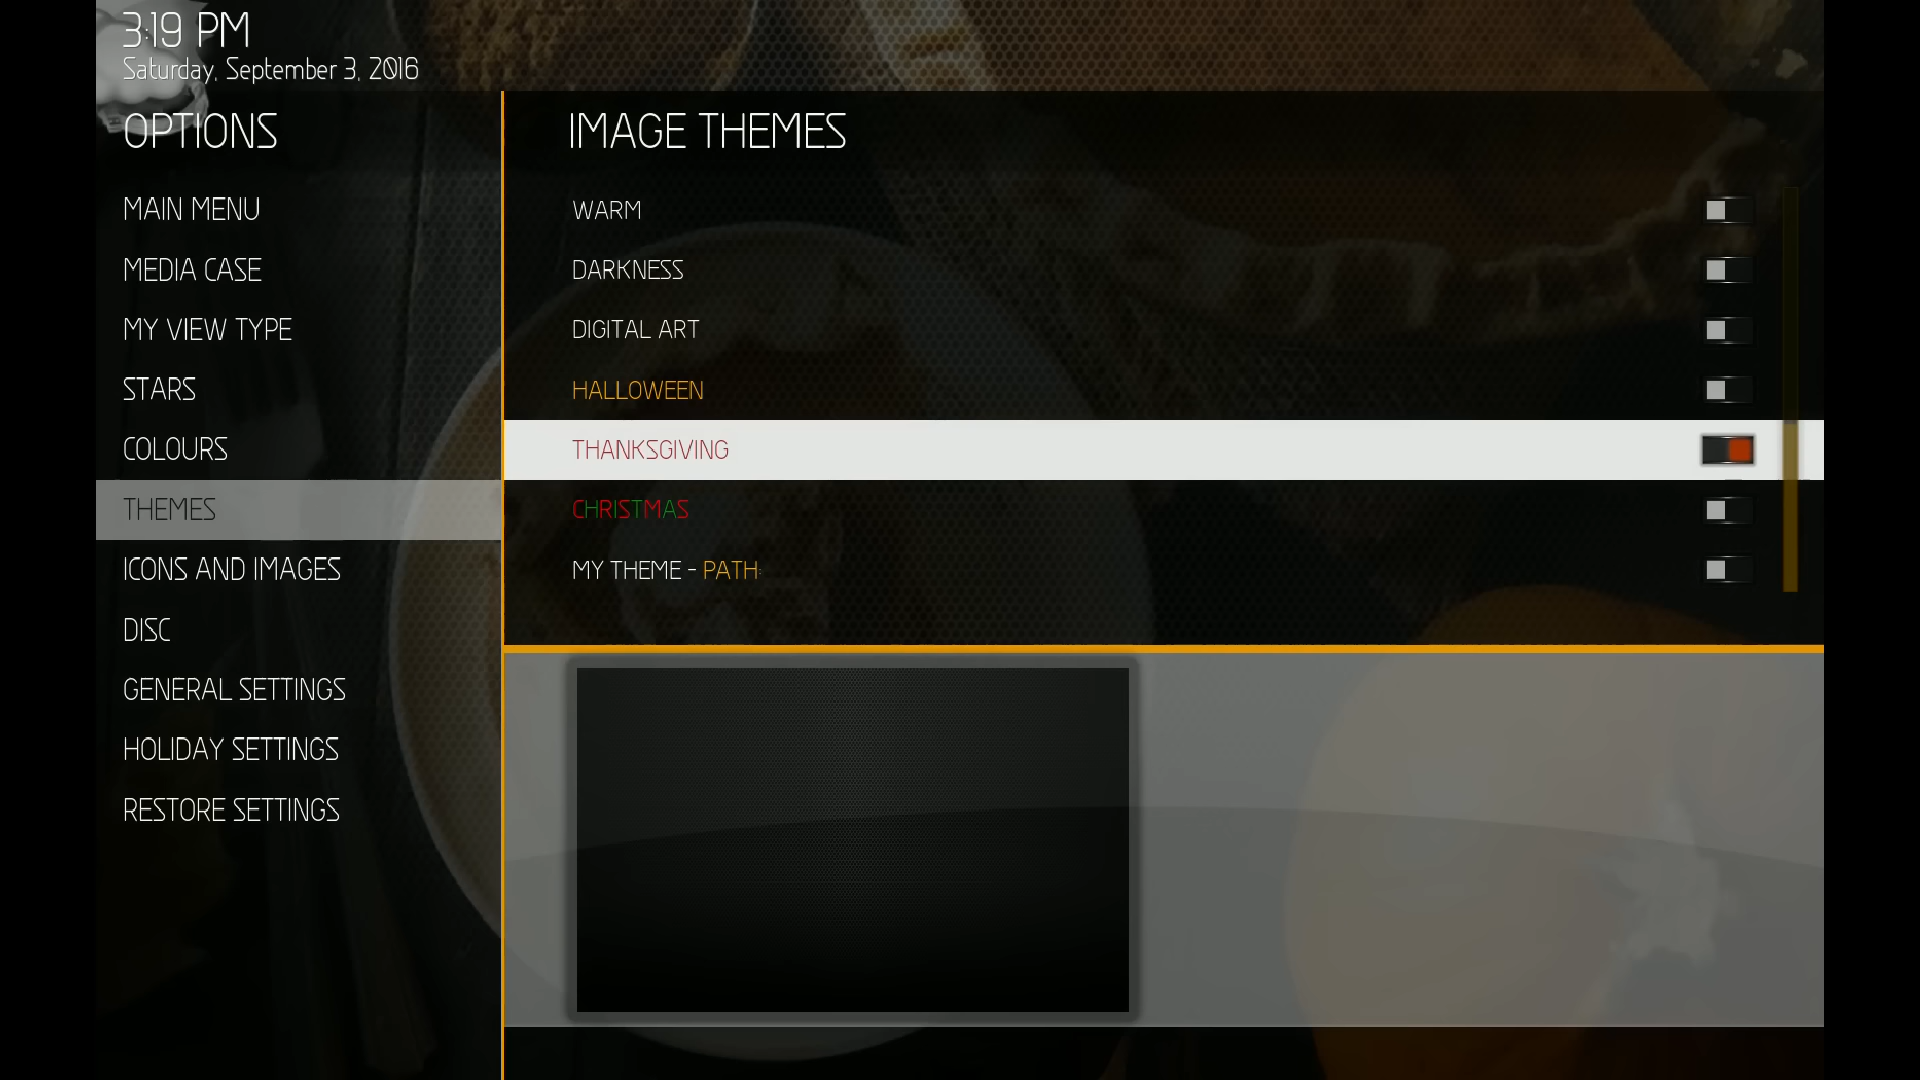 3:19 PM
Saturday, September 3, 2016
OPTIONS
MAIN MENU
MEDIA CASE
MY VIEW TYPE
STARS
COLOURS
THEMES
ICONS AND IMAGES
DISC
GENERAL SETTINGS
HOLIDAY SETTINGS
RESTORE SETTINGS
IMAGE THEMES
WARM
DARKNESS
DIGITAL ART
HALLOWEEN
THANKSGIVING
CHRISTMAS
MY THEME - PATH: